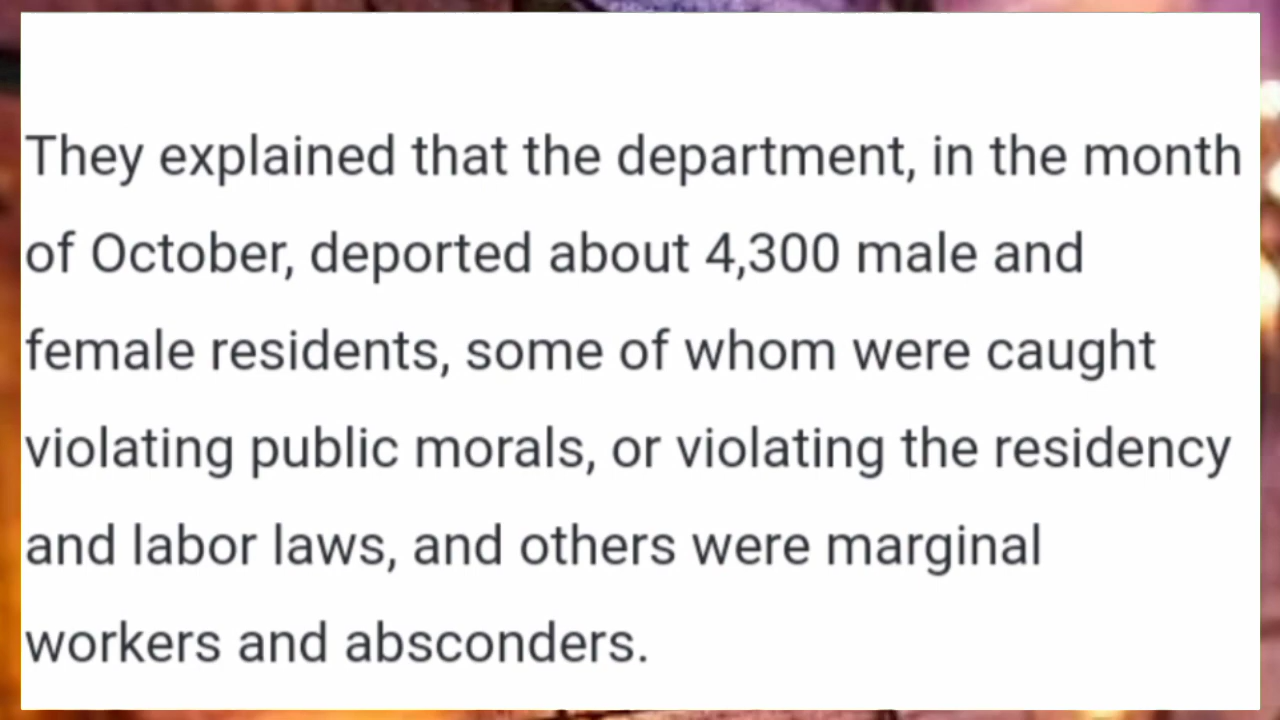 They explained that the department, in the month
of October, deported about 4,300 male and
female residents, some of whom were caught
violating public morals, or violating the residency
and labor laws, and others were marginal
workers and absconders.